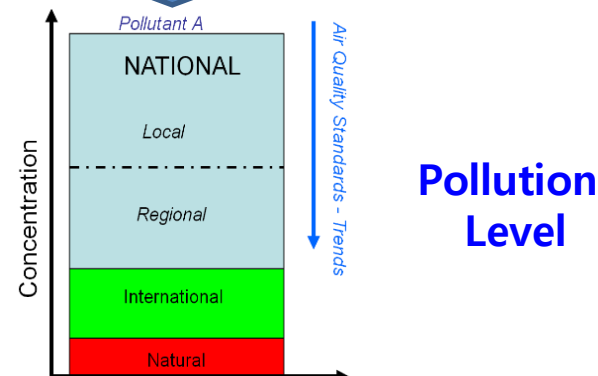 Pollutant A
NATIONAL
Local
Regional
International
Natural
Concentration
Air Quality Standards - Trends
Pollution
Level